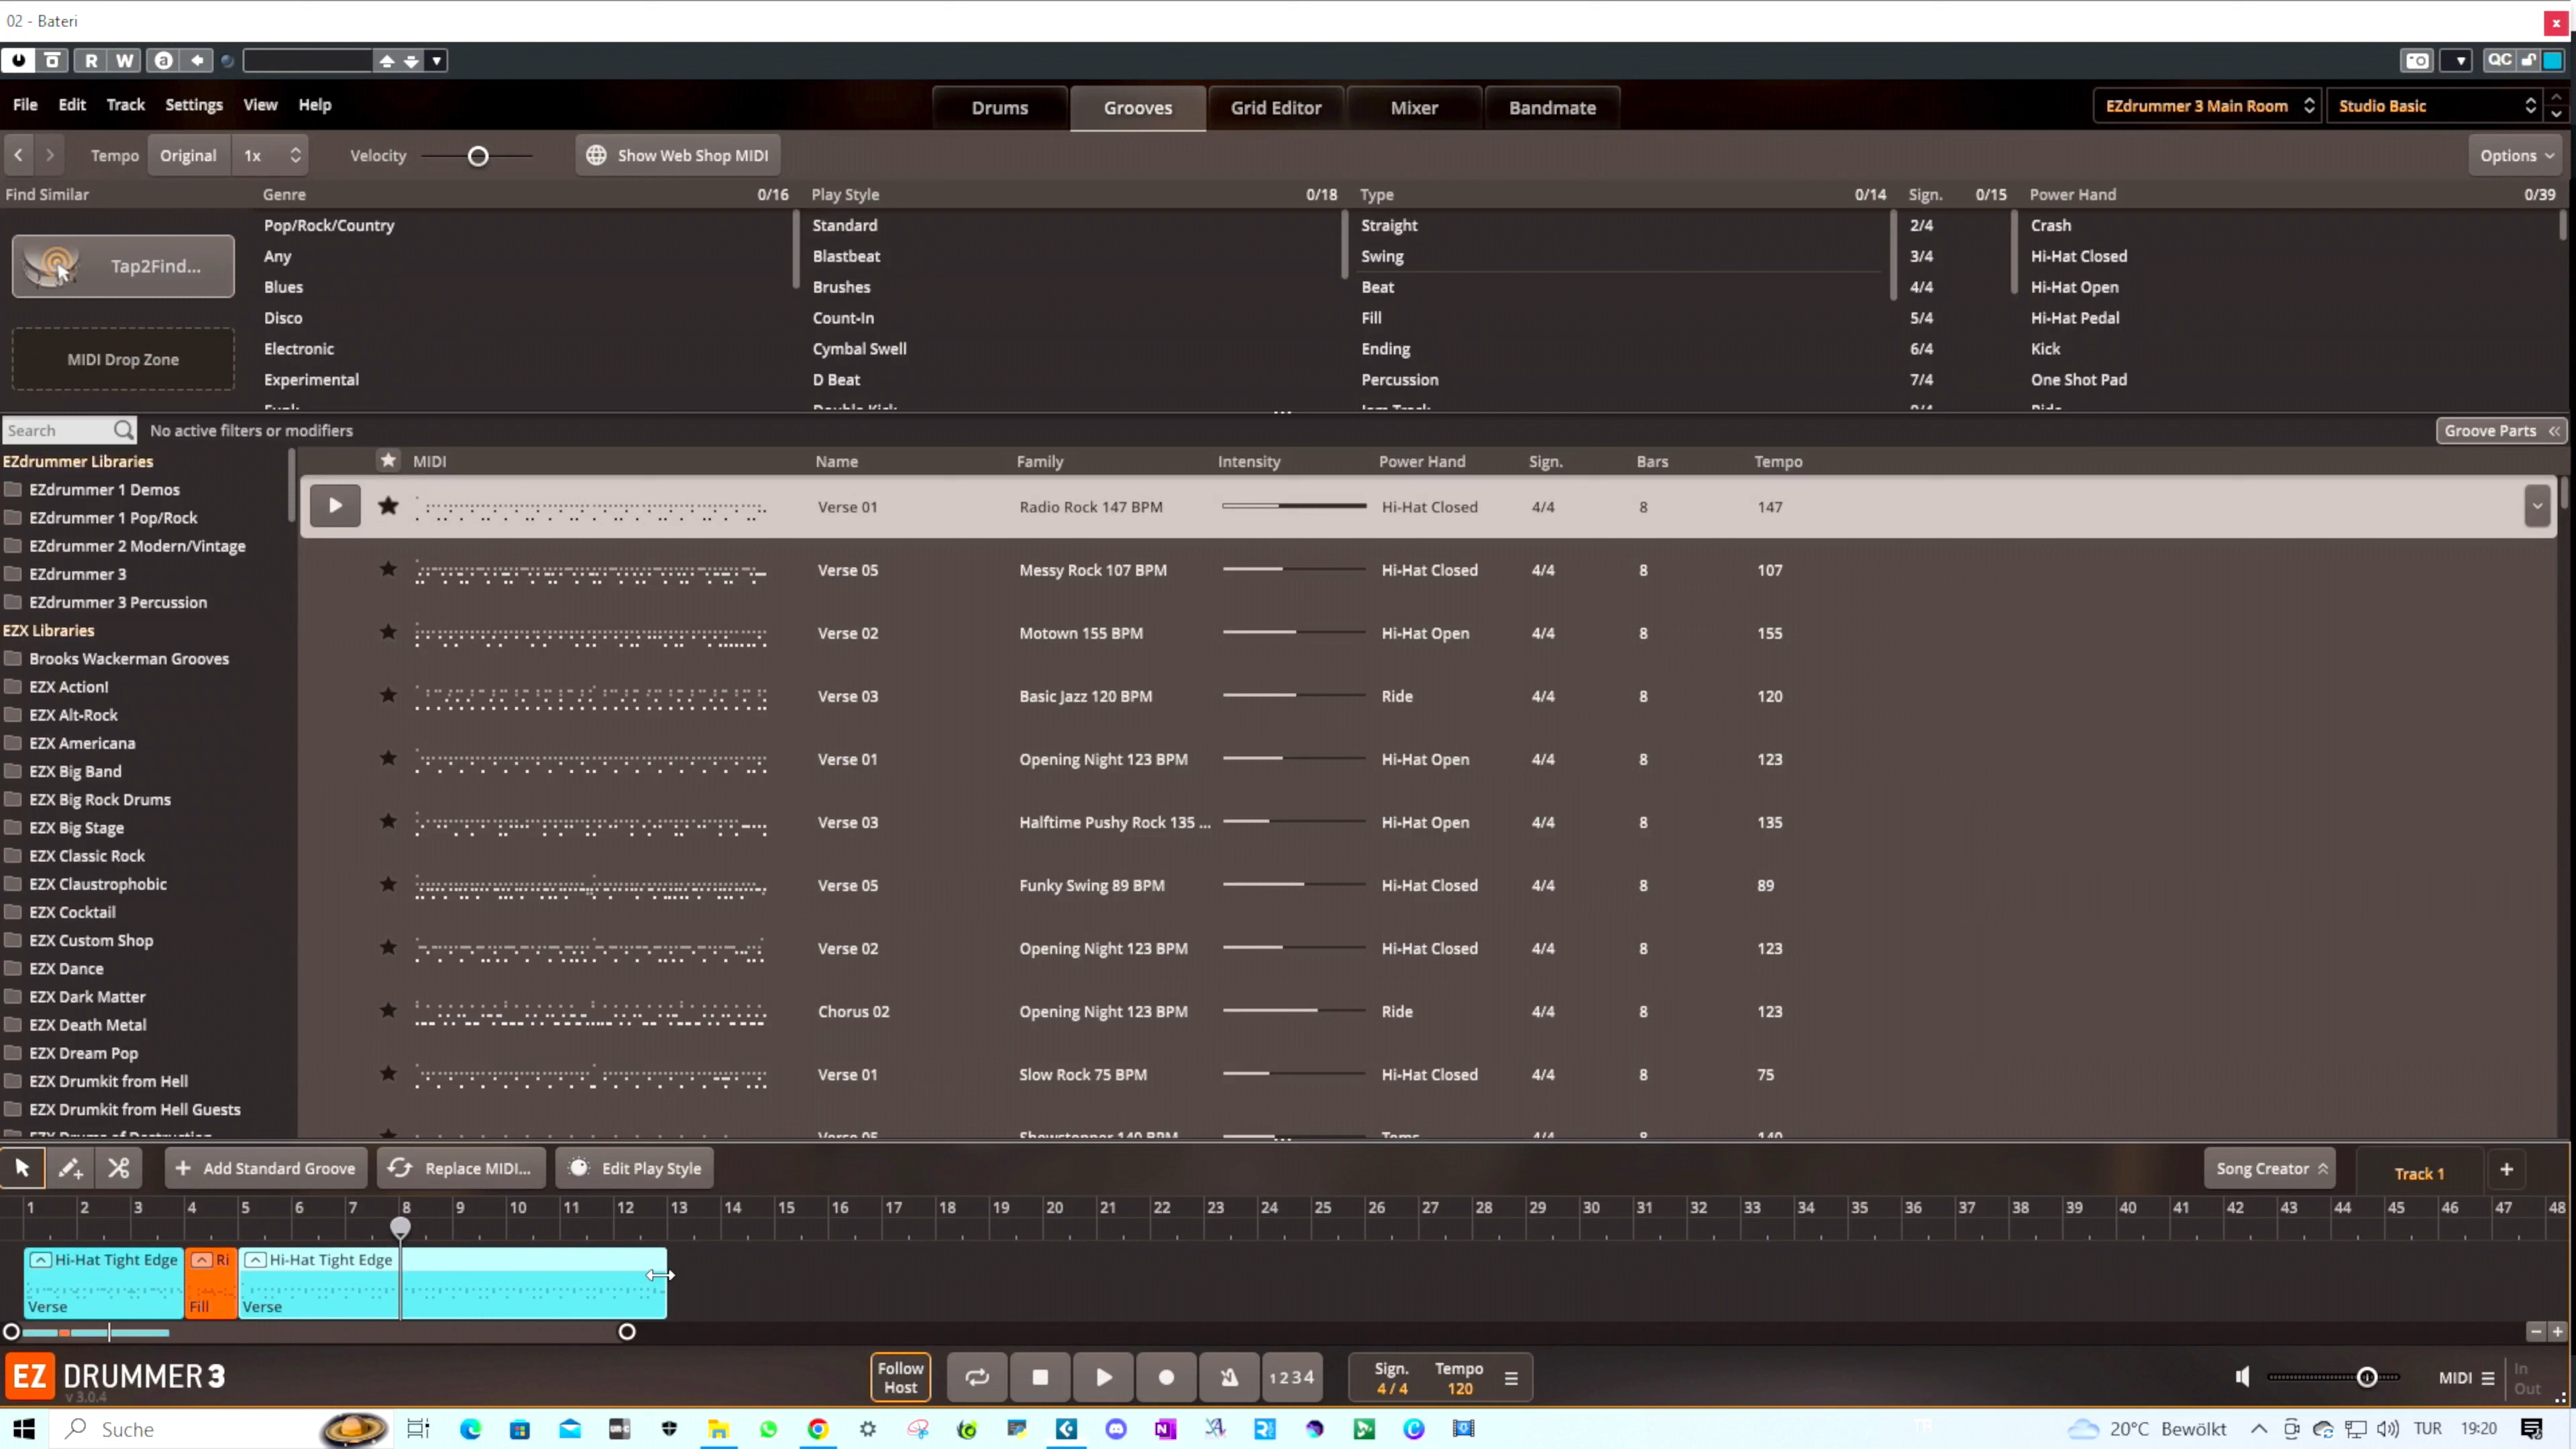 02 - Bateri
R W a QC
File Edit Track Settings View Help Drums Grooves Grid Editor Mixer Bandmate EZdrummer 3 Main Room Studio Basic
Tempo Original 1x Velocity Show Web Shop MIDI Options
Find Similar Genre 0/16 Play Style 0/18 Type 0/14 Sign. 0/15 Power Hand 0/39
Pop/Rock/Country Standard Straight 2/4 Crash
Tap2Find... Any Blastbeat Swing 3/4 Hi-Hat Closed
Blues Brushes Beat 4/4 Hi-Hat Open
Disco Count-In Fill 5/4 Hi-Hat Pedal
MIDI Drop Zone Electronic Cymbal Swell Ending 6/4 Kick
Experimental D Beat Percussion 7/4 One Shot Pad
Search No active filters or modifiers Groove Parts
EZdrummer Libraries
EZdrummer 1 Demos
EZdrummer 1 Pop/Rock
EZdrummer 2 Modern/Vintage
EZdrummer 3
EZdrummer 3 Percussion
EZX Libraries
Brooks Wackerman Grooves
EZX Action!
EZX Alt-Rock
EZX Americana
EZX Big Band
EZX Big Rock Drums
EZX Big Stage
EZX Classic Rock
EZX Claustrophobic
EZX Cocktail
EZX Custom Shop
EZX Dance
EZX Dark Matter
EZX Death Metal
EZX Dream Pop
EZX Drumkit from Hell
EZX Drumkit from Hell Guests
MIDI Name Family Intensity Power Hand Sign. Bars Tempo
Verse 01 Radio Rock 147 BPM Hi-Hat Closed 4/4 8 147
Verse 05 Messy Rock 107 BPM Hi-Hat Closed 4/4 8 107
Verse 02 Motown 155 BPM Hi-Hat Open 4/4 8 155
Verse 03 Basic Jazz 120 BPM Ride 4/4 8 120
Verse 01 Opening Night 123 BPM Hi-Hat Open 4/4 8 123
Verse 03 Halftime Pushy Rock 135 ... Hi-Hat Open 4/4 8 135
Verse 05 Funky Swing 89 BPM Hi-Hat Closed 4/4 8 89
Verse 02 Opening Night 123 BPM Hi-Hat Closed 4/4 8 123
Chorus 02 Opening Night 123 BPM Ride 4/4 8 123
Verse 01 Slow Rock 75 BPM Hi-Hat Closed 4/4 8 75
Add Standard Groove Replace MIDI... Edit Play Style Song Creator Track 1 +
1 2 3 4 5 6 7 8 9 10 11 12 13 14 15 16 17 18 19 20 21 22 23 24 25 26 27 28 29 30 31 32 33 34 35 36 37 38 39 40 41 42 43 44 45 46 47 48
Hi-Hat Tight Edge Ri Hi-Hat Tight Edge
Verse Fill Verse
EZ DRUMMER 3
v 3.0.4
Follow Host 1234 Sign. 4/4 Tempo 120 MIDI In Out
Suche 20°C Bewölkt TUR 19:20